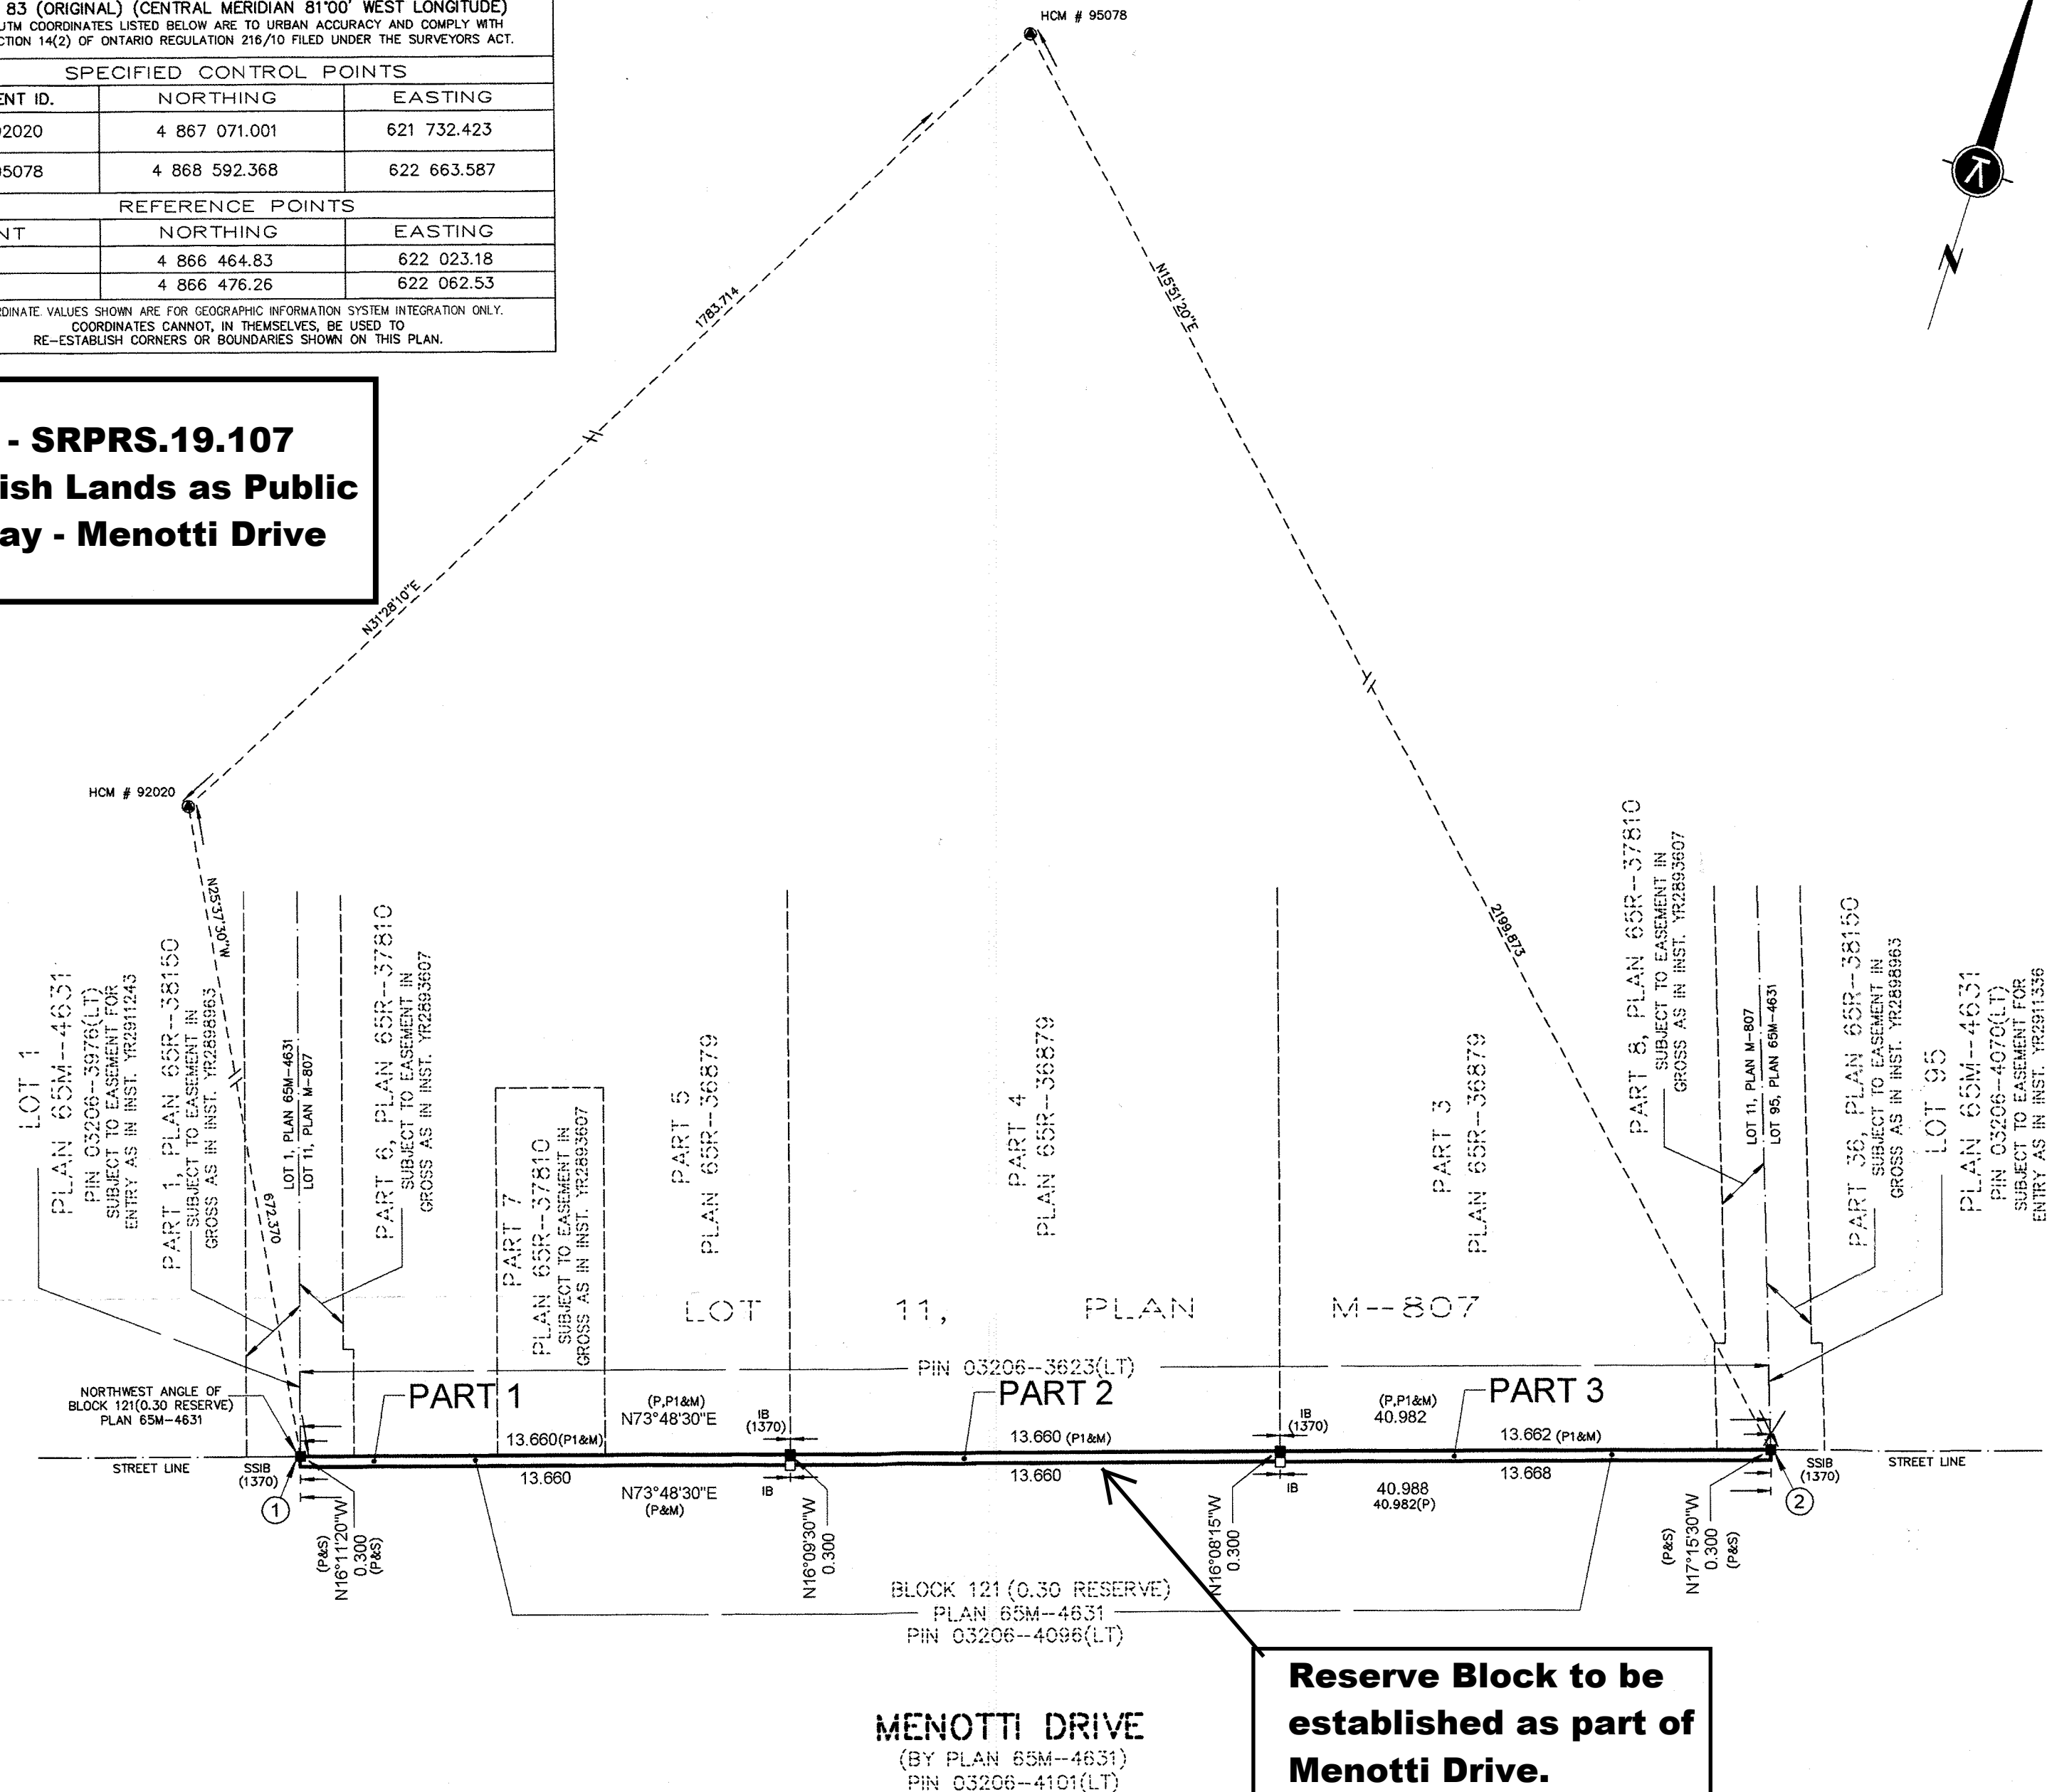 83 (ORIGINAL) (CENTRAL MERIDIAN 81°00' WEST LONGITUDE)
UTM COORDINATES LISTED BELOW ARE TO URBAN ACCURACY AND COMPLY WITH
CTION 14(2) OF ONTARIO REGULATION 216/10 FILED UNDER THE SURVEYORS ACT.
SPECIFIED CONTROL POINTS
ENT ID. NORTHING EASTING
2020 4 867 071.001 621 732.423
5078 4 868 592.368 622 663.587
REFERENCE POINTS
NT NORTHING EASTING
4 866 464.83 622 023.18
4 866 476.26 622 062.53
RDINATE VALUES SHOWN ARE FOR GEOGRAPHIC INFORMATION SYSTEM INTEGRATION ONLY.
COORDINATES CANNOT, IN THEMSELVES, BE USED TO
RE-ESTABLISH CORNERS OR BOUNDARIES SHOWN ON THIS PLAN.
- SRPRS.19.107
ish Lands as Public
ay - Menotti Drive
HCM # 95078
N
1783.714
N31°28'10"E
N15°51'20"E
2199.873
HCM # 92020
N25°37'30"W
672.370
LOT 1
PLAN 65M-4631
PIN 03206-3976(LT)
SUBJECT TO EASEMENT FOR
ENTRY AS IN INST. YR2911243
PART 1, PLAN 65R-38150
SUBJECT TO EASEMENT IN
GROSS AS IN INST. YR2898963
LOT 1, PLAN 65M-4631
LOT 11, PLAN M-807
PART 6, PLAN 65R-37810
SUBJECT TO EASEMENT IN
GROSS AS IN INST. YR2893607
PART 7
PLAN 65R-37810
SUBJECT TO EASEMENT IN
GROSS AS IN INST. YR2893607
PART 5
PLAN 65R-36879
PART 4
PLAN 65R-36879
PART 3
PLAN 65R-36879
PART 8, PLAN 65R-37810
SUBJECT TO EASEMENT IN
GROSS AS IN INST. YR2893607
LOT 11, PLAN M-807
LOT 95, PLAN 65M-4631
PART 36, PLAN 65R-38150
SUBJECT TO EASEMENT IN
GROSS AS IN INST. YR2898963
LOT 95
PLAN 65M-4631
PIN 03206-4070(LT)
SUBJECT TO EASEMENT FOR
ENTRY AS IN INST. YR2911336
LOT 11, PLAN M-807
PIN 03206-3623(LT)
NORTHWEST ANGLE OF
BLOCK 121(0.30 RESERVE)
PLAN 65M-4631
PART 1
PART 2
PART 3
(P,P1&M)
N73°48'30"E
IB
(1370)
IB
(1370)
(P,P1&M)
40.982
13.660(P1&M)
13.660 (P1&M)
13.662 (P1&M)
STREET LINE
SSIB
(1370)
13.660
13.660
13.668
SSIB
(1370)
STREET LINE
1
N73°48'30"E
(P&M)
IB
IB
40.988
40.982(P)
2
(P&S)
N16°11'20"W
0.300
(P&S)
N16°09'30"W
0.300
N16°08'15"W
0.300
(P&S)
N17°15'30"W
0.300
(P&S)
BLOCK 121 (0.30 RESERVE)
PLAN 65M-4631
PIN 03206-4096(LT)
Reserve Block to be
established as part of
Menotti Drive.
MENOTTI DRIVE
(BY PLAN 65M-4631)
PIN 03206-4101(LT)